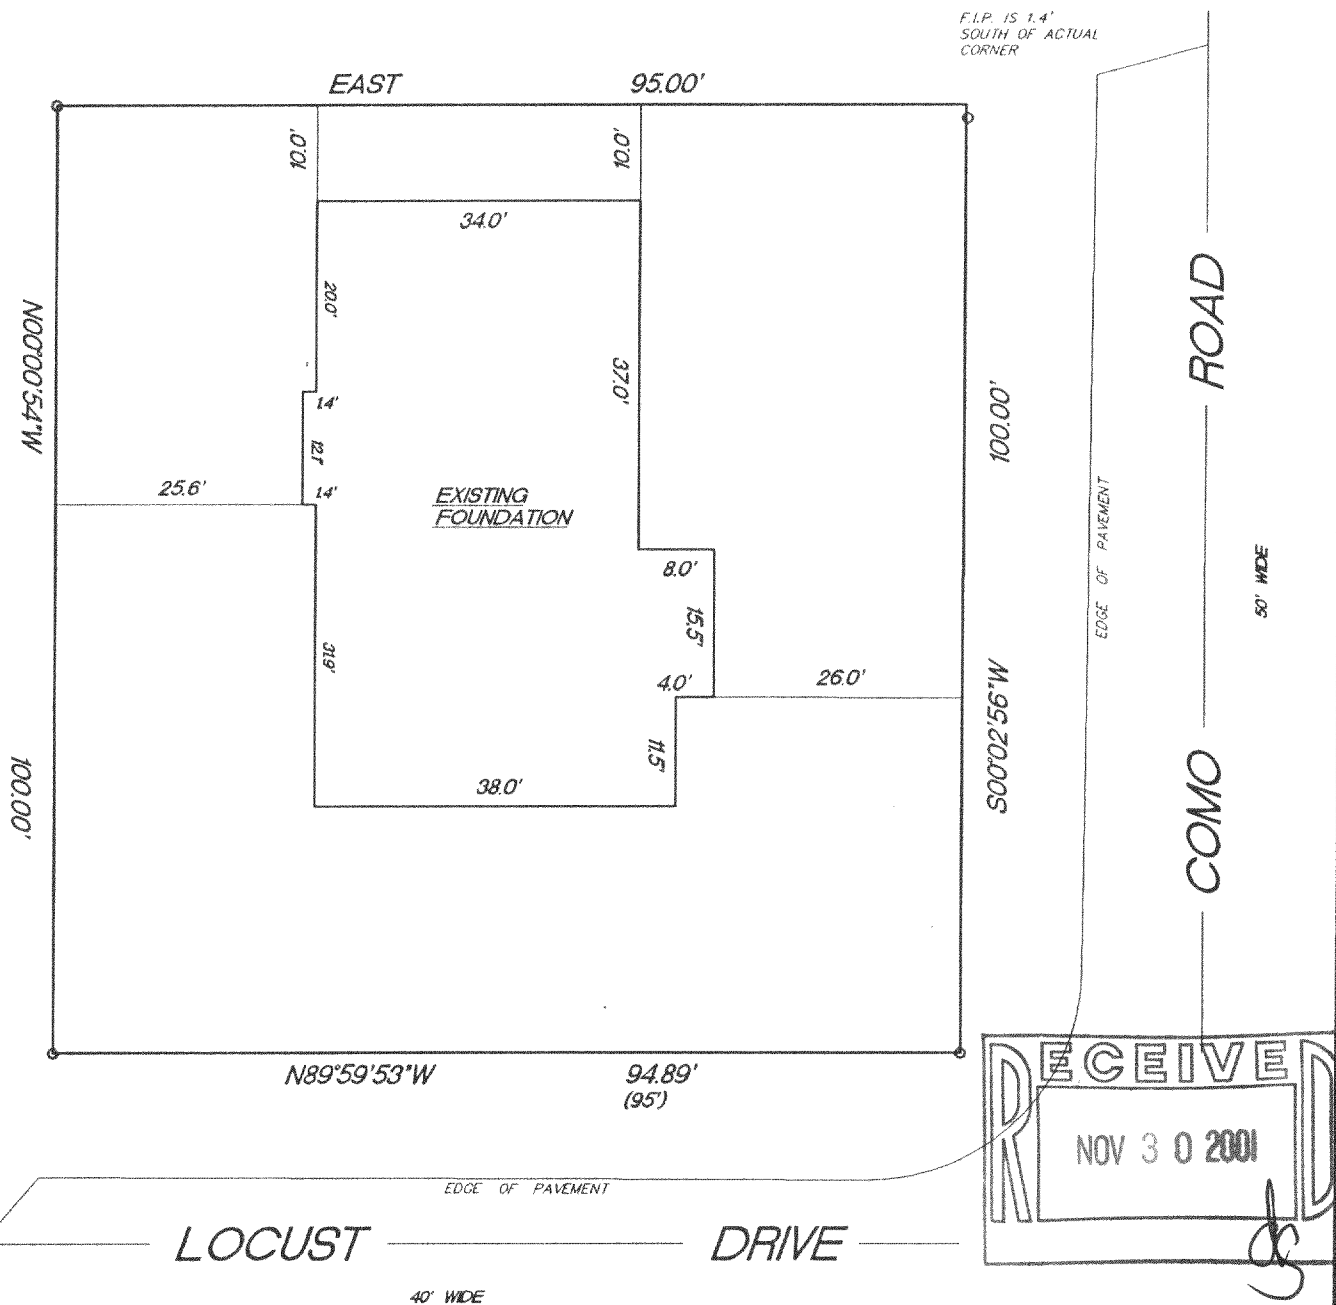 F.I.P. IS 1.4'
SOUTH OF ACTUAL
CORNER
EAST 95.00'
10.0'
10.0'
34.0'
20.0'
37.0'
N00°00'54"W
100.00'
1.4'
12.1'
1.4'
25.6'
EXISTING
FOUNDATION
8.0'
15.5'
4.0'
26.0'
31.9'
11.5'
38.0'
100.00'
S00°02'56"W
EDGE OF PAVEMENT
COMO ROAD
50' WIDE
N89°59'53"W 94.89'
(95')
RECEIVED
NOV 30 2001
EDGE OF PAVEMENT
LOCUST DRIVE
40' WIDE